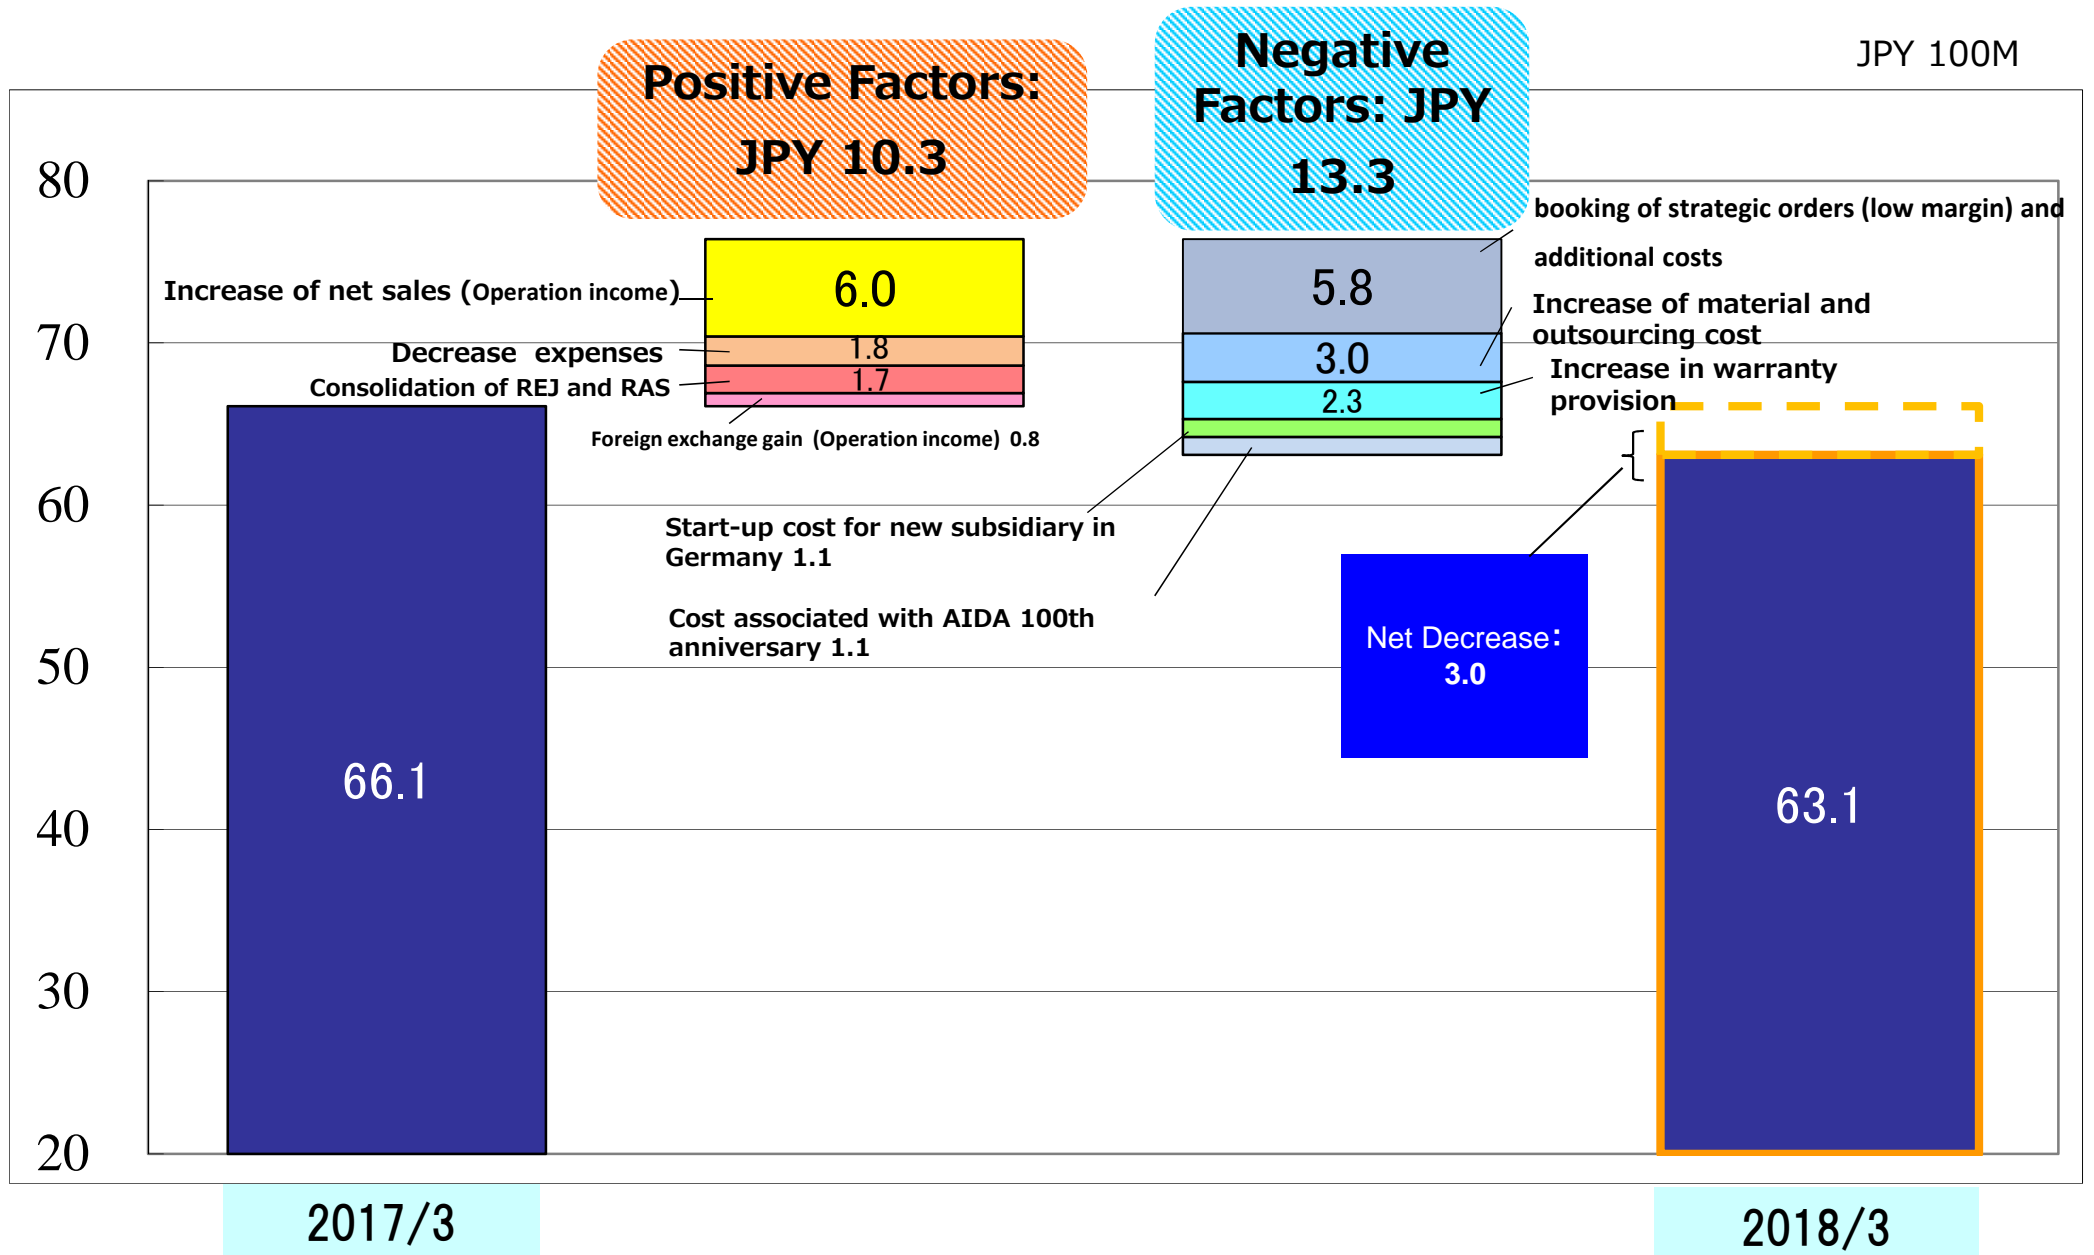 JPY 100M
Positive Factors:
JPY 10.3
Negative
Factors: JPY
13.3
80
70
60
50
40
30
20
booking of strategic orders (low margin) and
additional costs
Increase of material and
outsourcing cost
Increase in warranty
provision
Increase of net sales (Operation income)
Decrease expenses
Consolidation of REJ and RAS
Foreign exchange gain (Operation income) 0.8
6.0
1.8
1.7
5.8
3.0
2.3
Start-up cost for new subsidiary in
Germany 1.1
Cost associated with AIDA 100th
anniversary 1.1
Net Decrease:
3.0
66.1
63.1
2017/3
2018/3